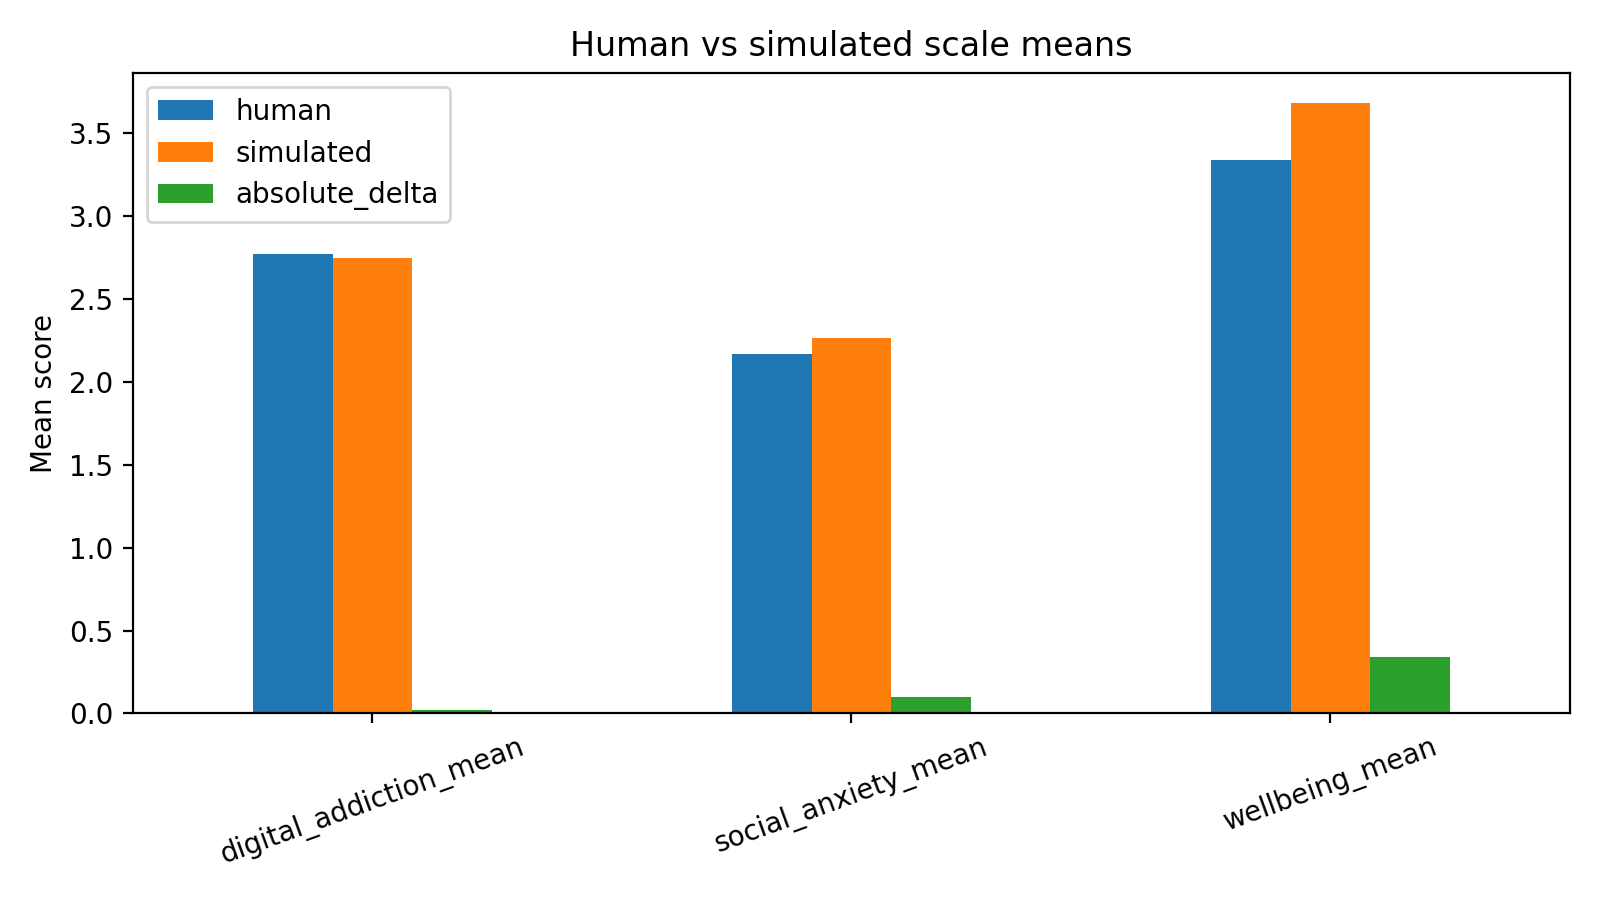 Human vs simulated scale means
human
simulated
absolute_delta
Mean score
3.5
3.0
2.5
2.0
1.5
1.0
0.5
0.0
digital_addiction_mean
social_anxiety_mean
wellbeing_mean